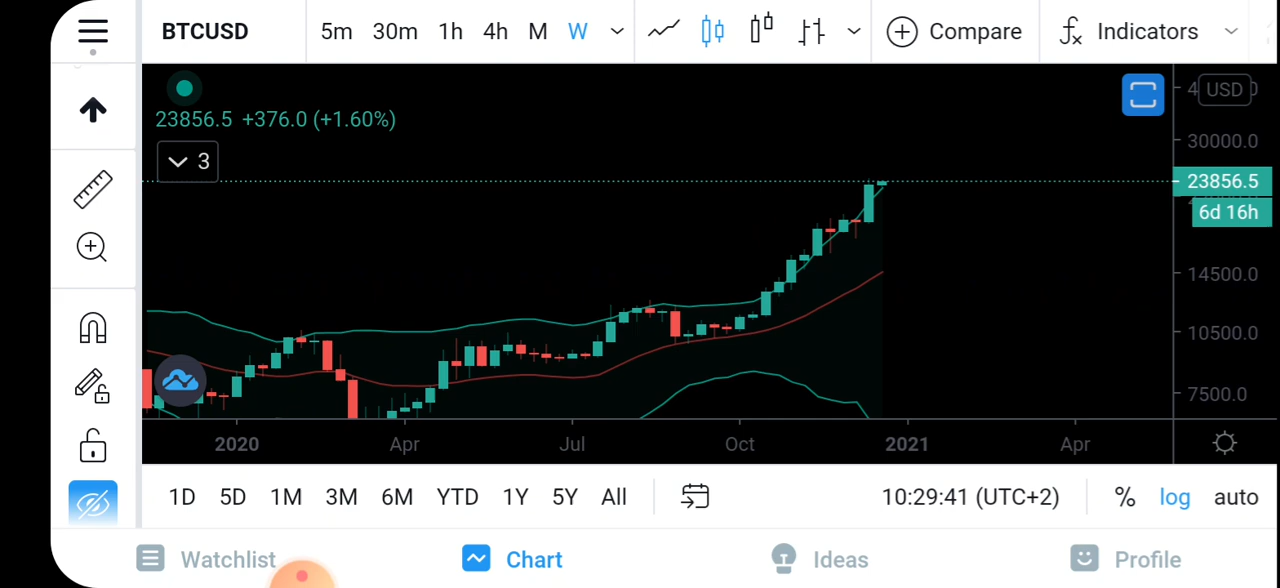 BTCUSD 5m 30m 1h 4h M W Compare fx Indicators
23856.5 +376.0 (+1.60%)
3
4 USD
30000.0
23856.5
6d 16h
14500.0
10500.0
7500.0
2020 Apr Jul Oct 2021 Apr
1D 5D 1M 3M 6M YTD 1Y 5Y All 10:29:41 (UTC+2) % log auto
Watchlist Chart Ideas Profile